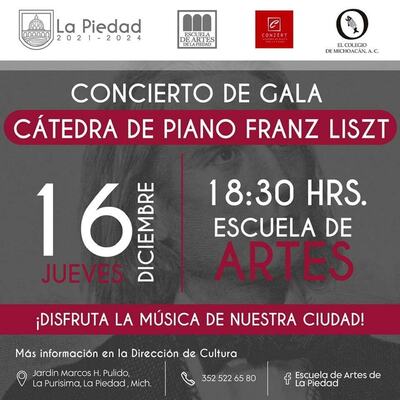 La Piedad
2021-2024
ESCUELA
DE ARTES
DE LA PIEDAD
CONZERT
EL COLEGIO
DE MICHOACÁN, A. C.
CONCIERTO DE GALA
CÁTEDRA DE PIANO FRANZ LISZT
16
JUEVES
DICIEMBRE
18:30 HRS.
ESCUELA DE
ARTES
¡DISFRUTA LA MÚSICA DE NUESTRA CIUDAD!
Más información en la Dirección de Cultura
Jardín Marcos H. Pulido,
La Purisima, La Piedad , Mich.
352 522 65 80
Escuela de Artes de
La Piedad